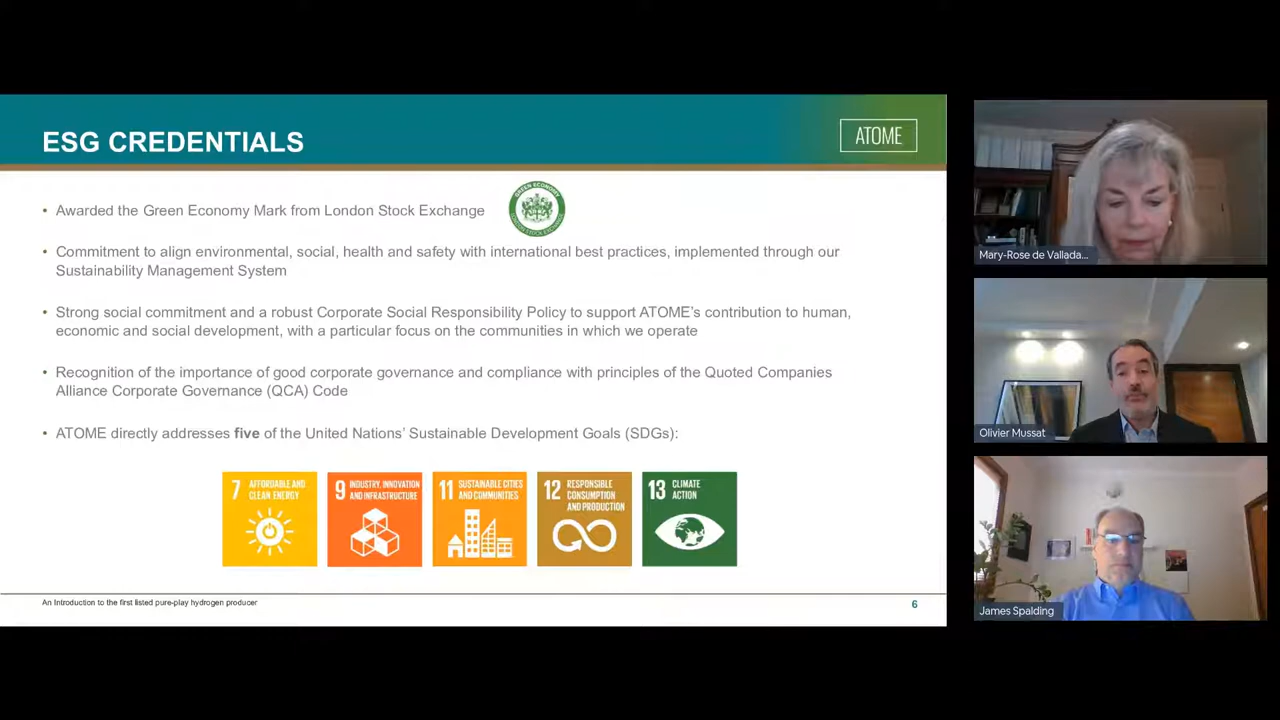 ESG CREDENTIALS
ATOME
• Awarded the Green Economy Mark from London Stock Exchange
GREEN ECONOMY
LONDON STOCK EXCHANGE
• Commitment to align environmental, social, health and safety with international best practices, implemented through our
Sustainability Management System
• Strong social commitment and a robust Corporate Social Responsibility Policy to support ATOME's contribution to human,
economic and social development, with a particular focus on the communities in which we operate
• Recognition of the importance of good corporate governance and compliance with principles of the Quoted Companies
Alliance Corporate Governance (QCA) Code
• ATOME directly addresses five of the United Nations' Sustainable Development Goals (SDGs):
7 AFFORDABLE AND
CLEAN ENERGY
9 INDUSTRY, INNOVATION
AND INFRASTRUCTURE
11 SUSTAINABLE CITIES
AND COMMUNITIES
12 RESPONSIBLE
CONSUMPTION
AND PRODUCTION
13 CLIMATE
ACTION
An Introduction to the first listed pure-play hydrogen producer
6
Mary-Rose de Vallada...
Olivier Mussat
James Spalding